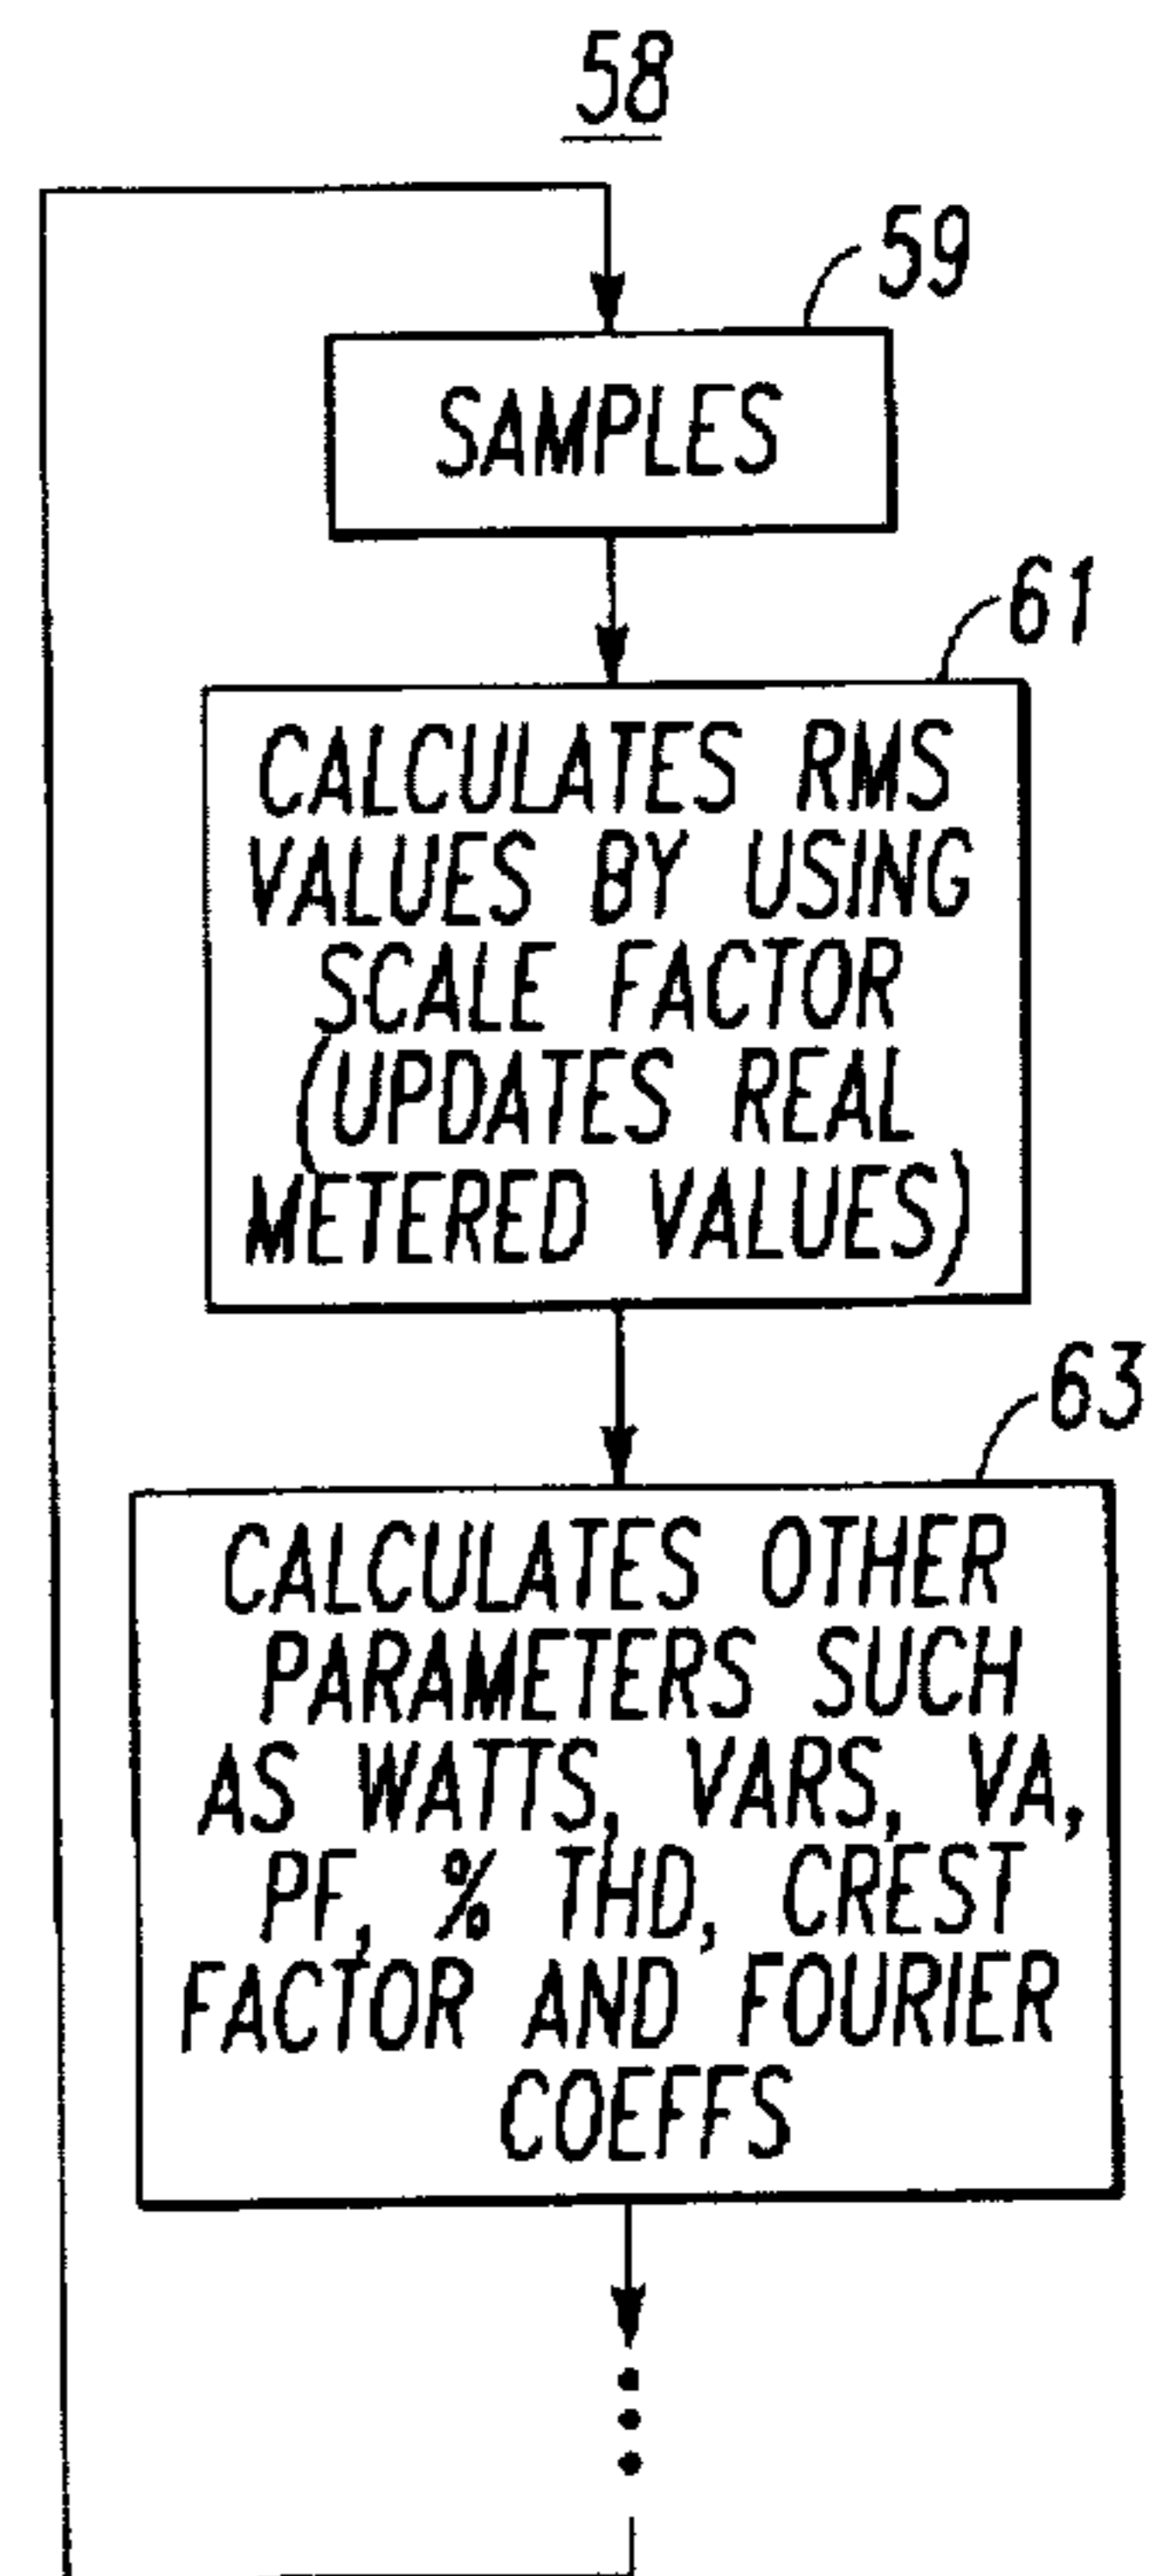 58
59
SAMPLES
61
CALCULATES RMS
VALUES BY USING
SCALE FACTOR
(UPDATES REAL
METERED VALUES)
63
CALCULATES OTHER
PARAMETERS SUCH
AS WATTS, VARS, VA,
PF, % THD, CREST
FACTOR AND FOURIER
COEFFS